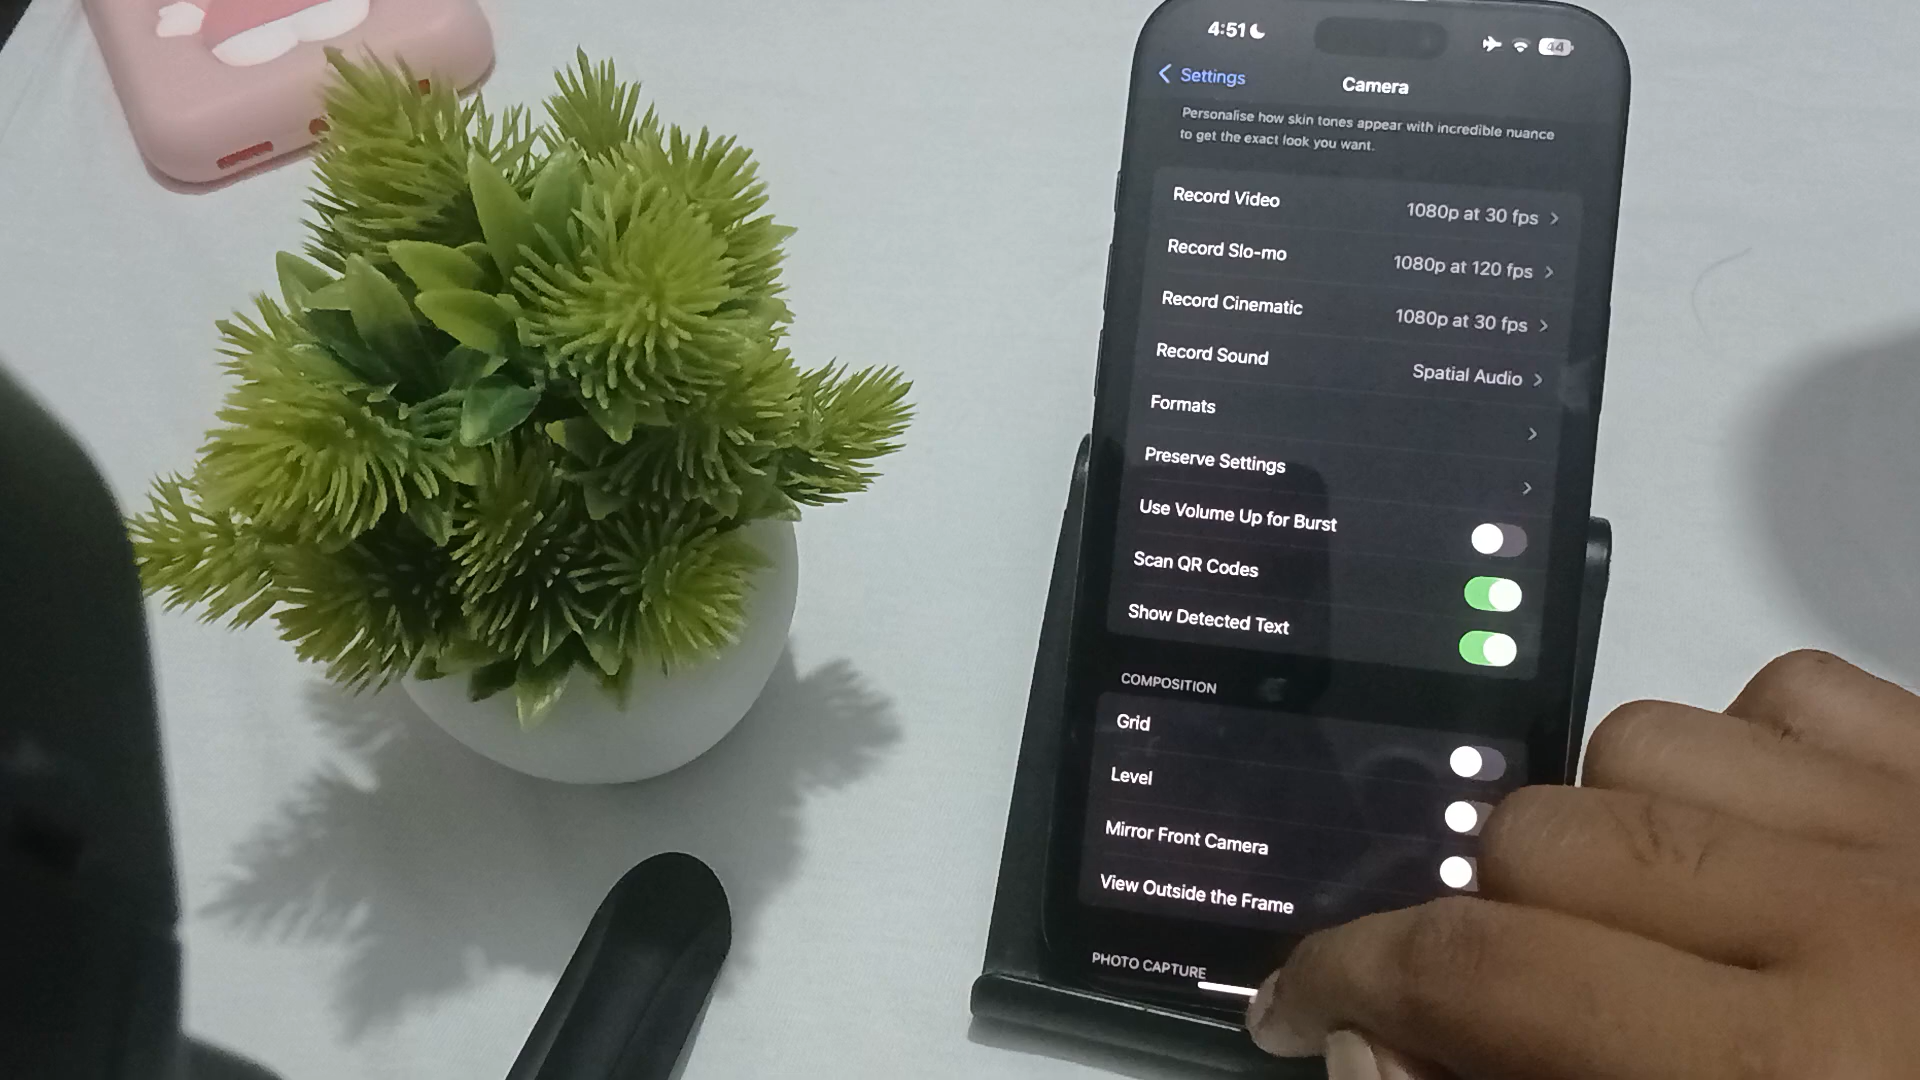 4:51
44
Settings
Camera
Personalise how skin tones appear with incredible nuance
to get the exact look you want.
Record Video 1080p at 30 fps
Record Slo-mo 1080p at 120 fps
Record Cinematic 1080p at 30 fps
Record Sound Spatial Audio
Formats
Preserve Settings
Use Volume Up for Burst
Scan QR Codes
Show Detected Text
COMPOSITION
Grid
Level
Mirror Front Camera
View Outside the Frame
PHOTO CAPTURE